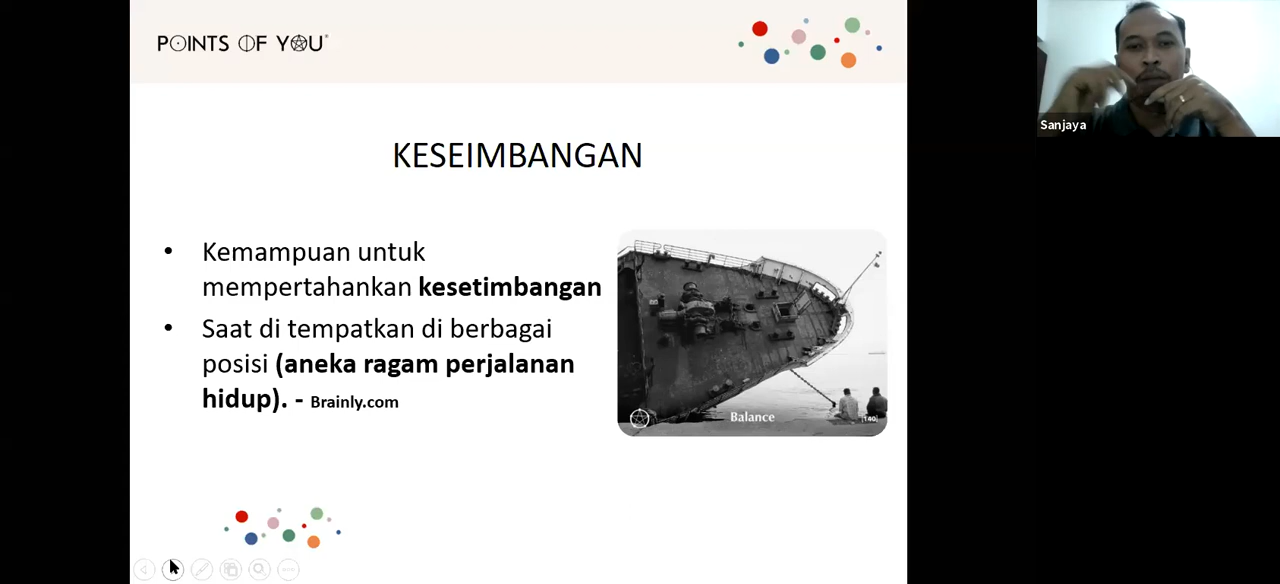 POINTS OF YOU®
Sanjaya
KESEIMBANGAN
• Kemampuan untuk
mempertahankan kesetimbangan
• Saat di tempatkan di berbagai
posisi (aneka ragam perjalanan
hidup). - Brainly.com
Balance
[140]